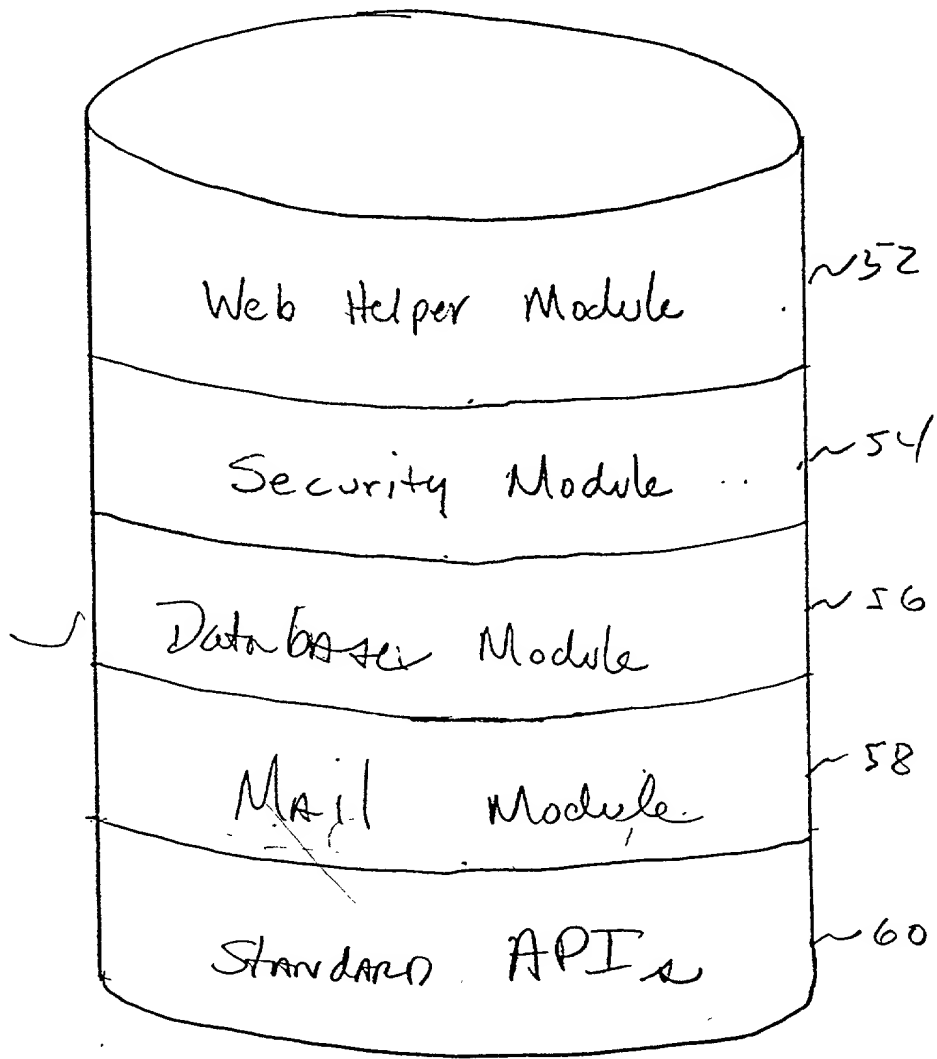 Web Helper Module 52
Security Module 54
Database Module 56
Mail Module 58
STANDARD APIs 60